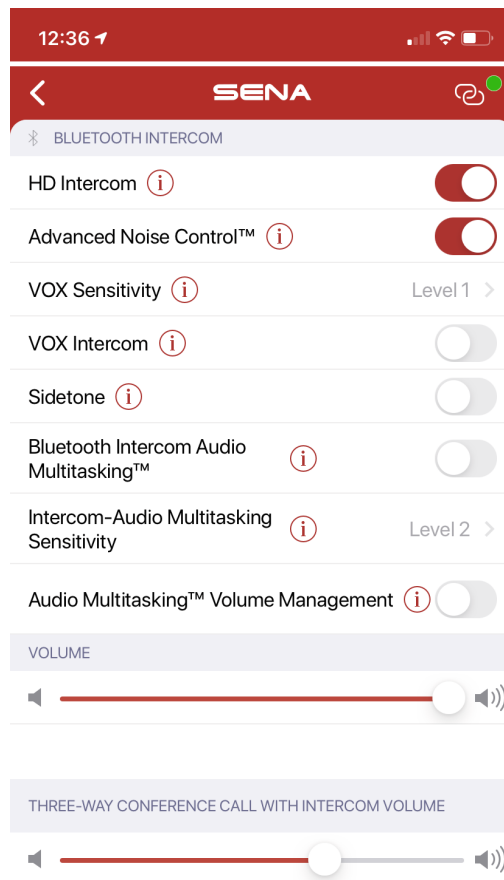 12:36
SENA
BLUETOOTH INTERCOM
HD Intercom i
Advanced Noise Control™ i
VOX Sensitivity i Level 1
VOX Intercom i
Sidetone i
Bluetooth Intercom Audio
Multitasking™ i
Intercom-Audio Multitasking
Sensitivity i Level 2
Audio Multitasking™ Volume Management i
VOLUME
THREE-WAY CONFERENCE CALL WITH INTERCOM VOLUME